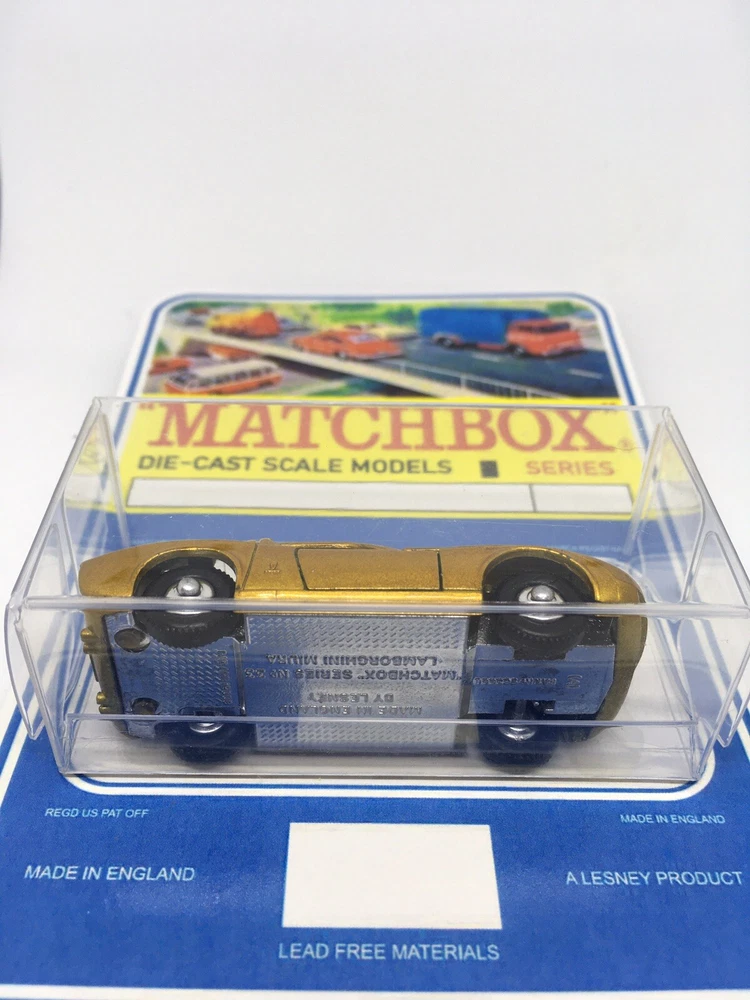 "MATCHBOX"®
DIE-CAST SCALE MODELS SERIES
LAMBORGHINI MIURA
"MATCHBOX" SERIES No
BY LESNEY
MADE IN ENGLAND
REGD US PAT OFF
MADE IN ENGLAND
MADE IN ENGLAND
A LESNEY PRODUCT
LEAD FREE MATERIALS